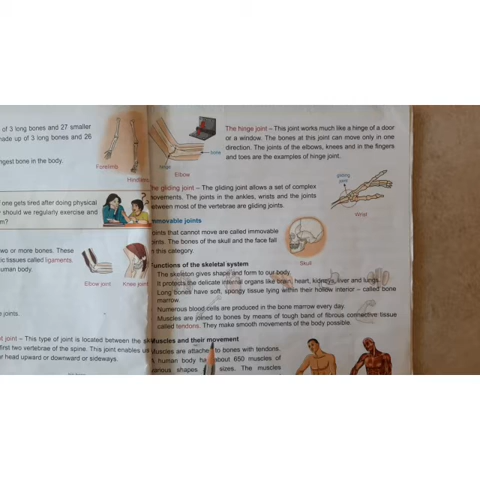 of 3 long bones and 27 smaller
made up of 3 long bones and 26
ngest bone in the body.
Forelimb
Hindlimb
if one gets tired after doing physical
should we regularly exercise and
m?
two or more bones. These
tic tissues called ligaments
human body.
Elbow joint
Knee joint
e joints.
t joint – This type of joint is located between the sk
first two vertebrae of the spine. This joint enables us
r head upward or downward or sideways.
Hinge
bone
Elbow
The hinge joint – This joint works much like a hinge of a door
or a window. The bones at this joint can move only in one
direction. The joints of the elbows, knees and in the fingers
and toes are the examples of hinge joint.
The gliding joint – The gliding joint allows a set of complex
movements. The joints in the ankles, wrists and the joints
between most of the vertebrae are gliding joints.
gliding
joint
Wrist
Immovable joints
Joints that cannot move are called immovable
joints. The bones of the skull and the face fall
in this category.
Skull
Functions of the skeletal system
The skeleton gives shape and form to our body.
It protects the delicate internal organs like brain, heart, kidneys, liver and lungs.
Long bones have soft, spongy tissue lying within their hollow interior – called bone
marrow.
Numerous blood cells are produced in the bone marrow every day.
Muscles are joined to bones by means of tough band of fibrous connective tissue
called tendons. They make smooth movements of the body possible.
Muscles and their movement
Muscles are attached to bones with tendons.
human body has about 650 muscles of
various shapes sizes. The muscles